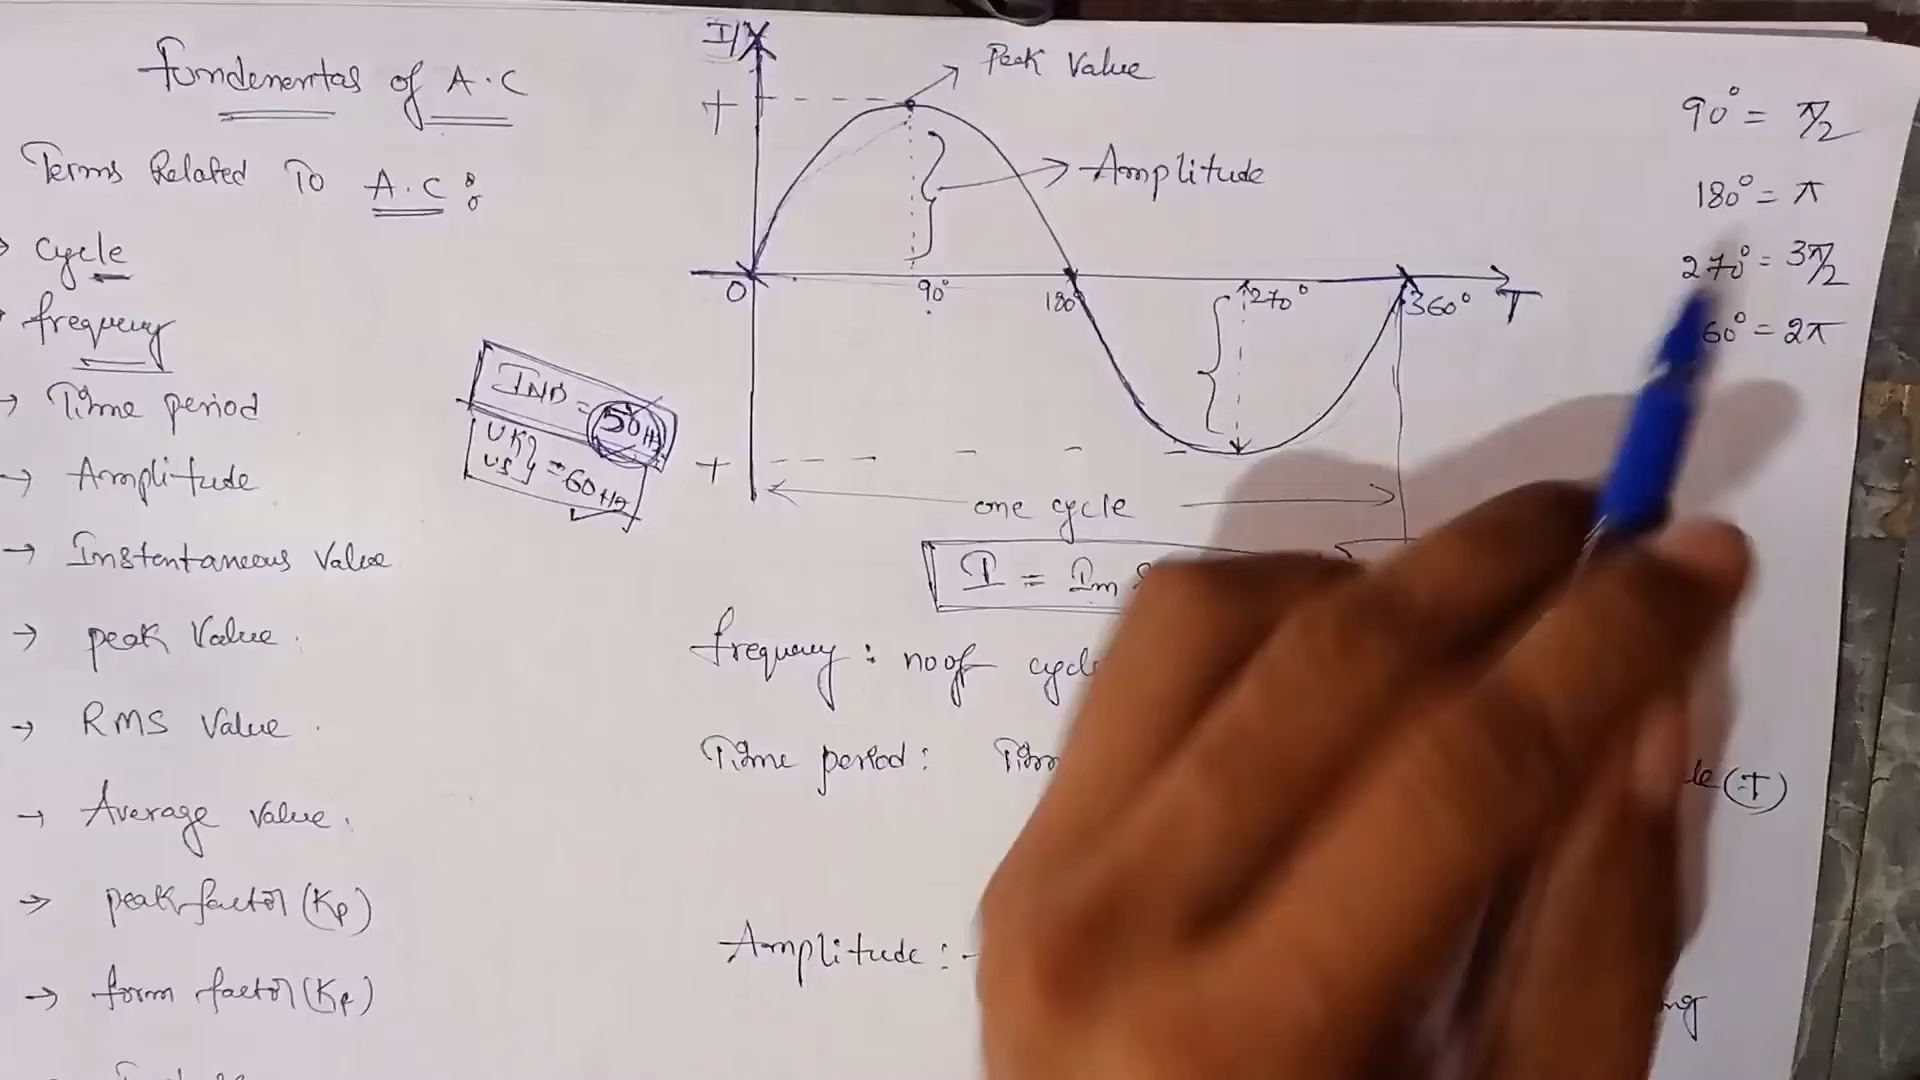 Fundementas of A.C
Terms Related To A.C:
→ Cycle
→ frequency
→ Time period
→ Amplitude
→ Instentaneous Value
→ peak Value
→ RMS Value
→ Average Value
→ peak factor (Kp)
→ form factor (Kf)
IND = 50Hz
UK
US = 60Hz
Peak Value
+
Amplitude
0 90° 180° 270° 360° T
+
one cycle
I = Im
frequency: no of
Time period:
(T)
Amplitude:-
90° = π/2
180° = π
270° = 3π/2
60° = 2π